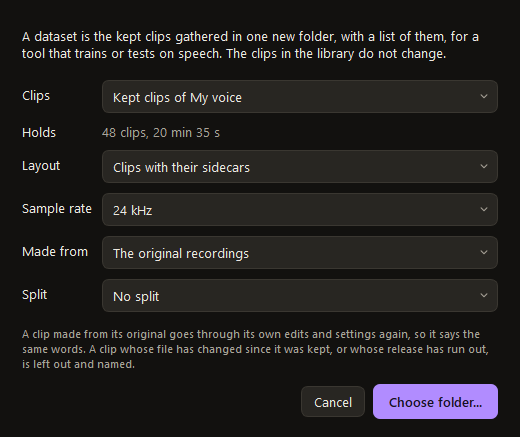 A dataset is the kept clips gathered in one new folder, with a list of them, for a
tool that trains or tests on speech. The clips in the library do not change.
Clips
Kept clips of My voice
Holds
48 clips, 20 min 35 s
Layout
Clips with their sidecars
Sample rate
24 kHz
Made from
The original recordings
Split
No split
A clip made from its original goes through its own edits and settings again, so it says the
same words. A clip whose file has changed since it was kept, or whose release has run out,
is left out and named.
Cancel
Choose folder...